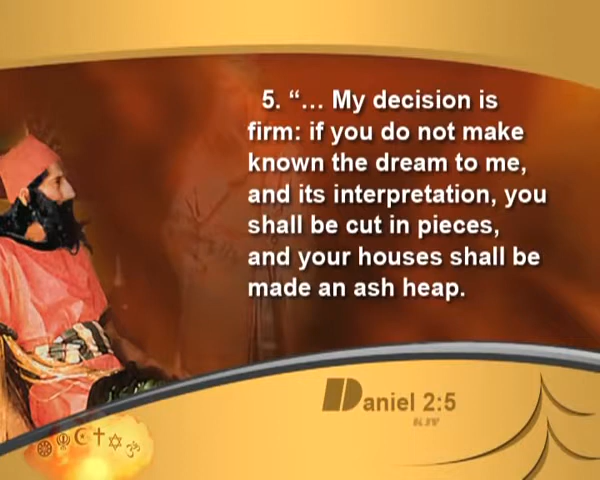 5. “… My decision is
firm: if you do not make
known the dream to me,
and its interpretation, you
shall be cut in pieces,
and your houses shall be
made an ash heap.
Daniel 2:5